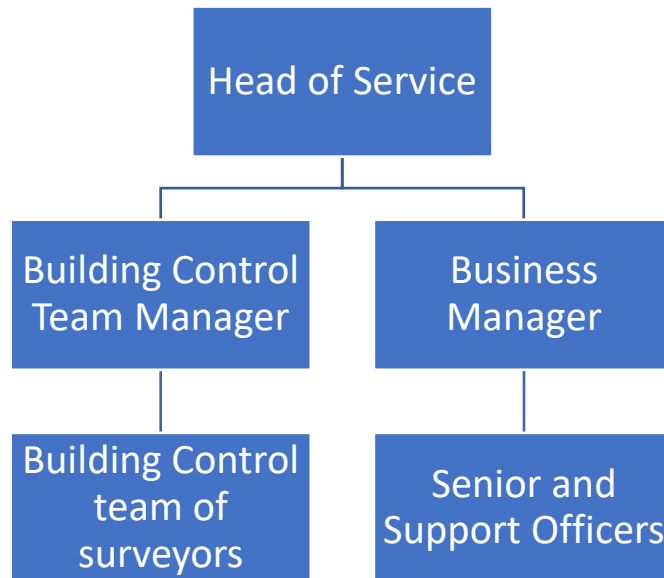 Head of Service
Building Control
Team Manager
Business
Manager
Building Control
team of
surveyors
Senior and
Support Officers